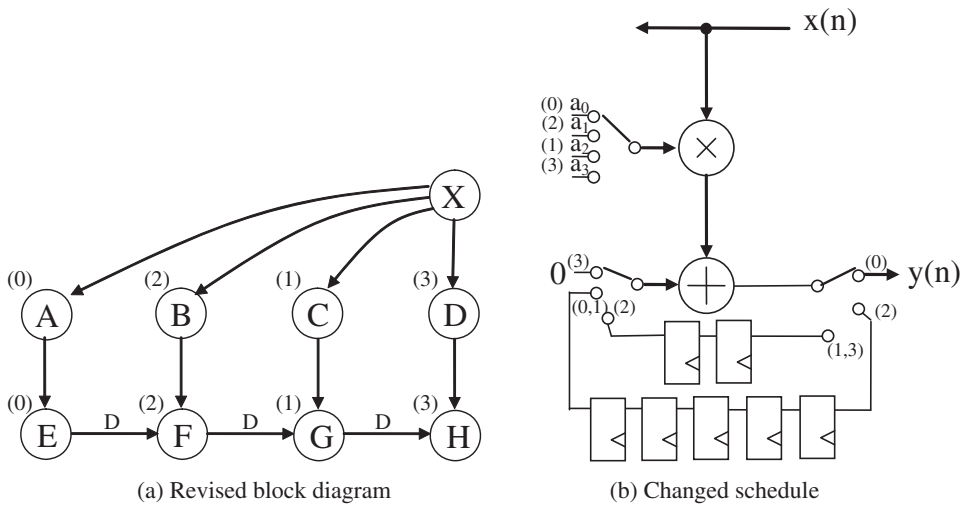 X
(0)
(2)
(1)
(3)
A
B
C
D
(0)
(2)
(1)
(3)
E
D
F
D
G
D
H
(a) Revised block diagram
x(n)
(0) a0
(2) a1
(1) a2
(3) a3
×
0
(3)
+
(0)
y(n)
(0,1)
(2)
(2)
(1,3)
(b) Changed schedule